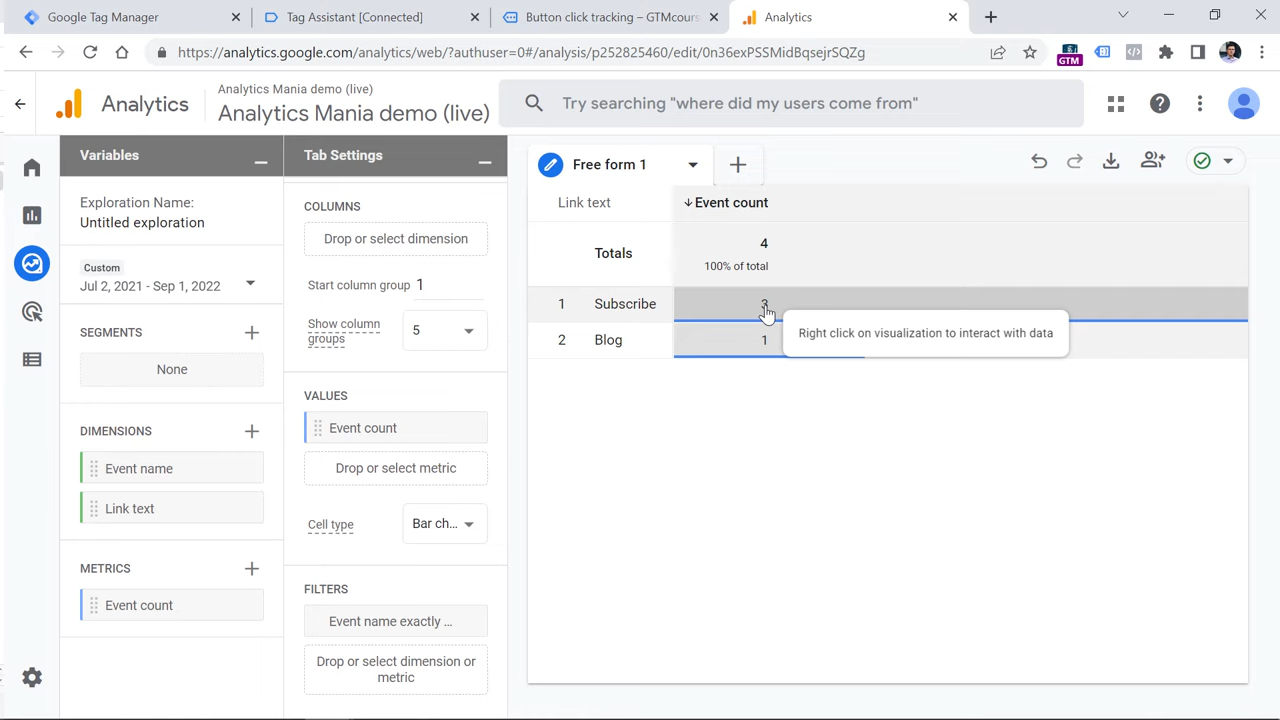 Google Tag Manager
Tag Assistant [Connected]
Button click tracking – GTMcours
Analytics
https://analytics.google.com/analytics/web/?authuser=0#/analysis/p252825460/edit/0n36exPSSMidBqsejrSQZg
GTM
Analytics
Analytics Mania demo (live)
Analytics Mania demo (live)
Try searching "where did my users come from"
Variables
Exploration Name:
Untitled exploration
Custom
Jul 2, 2021 - Sep 1, 2022
SEGMENTS
None
DIMENSIONS
Event name
Link text
METRICS
Event count
Tab Settings
COLUMNS
Drop or select dimension
Start column group 1
Show column groups 5
VALUES
Event count
Drop or select metric
Cell type Bar ch...
FILTERS
Event name exactly ...
Drop or select dimension or
metric
Free form 1
Link text ↓Event count
Totals 4
100% of total
1 Subscribe 3
2 Blog 1
Right click on visualization to interact with data